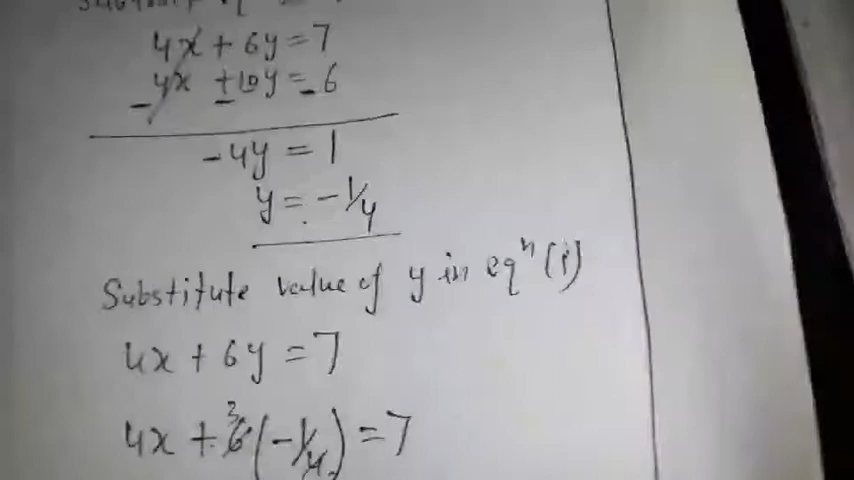 4x + 6y = 7
4x + 10y = 6
- - -
-4y = 1
y = -1/4
Substitute value of y in eqⁿ (i)
4x + 6y = 7
4x + 6³(-1/4) = 7